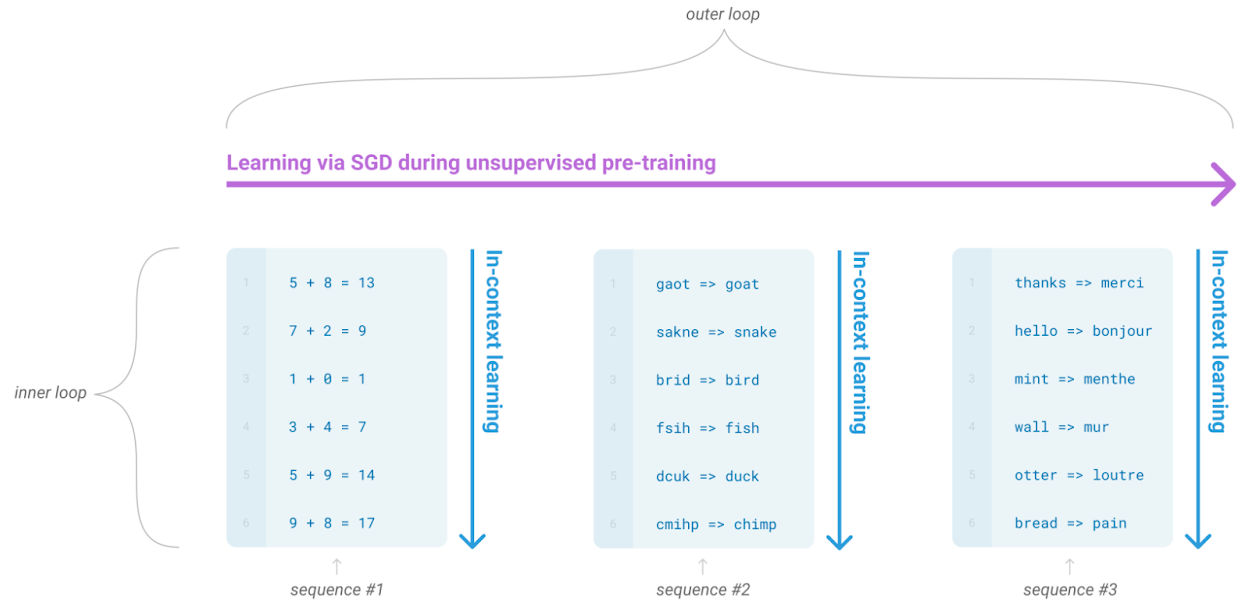 outer loop
Learning via SGD during unsupervised pre-training
inner loop
1 5 + 8 = 13
2 7 + 2 = 9
3 1 + 0 = 1
4 3 + 4 = 7
5 5 + 9 = 14
6 9 + 8 = 17
In-context learning
sequence #1
1 gaot => goat
2 sakne => snake
3 brid => bird
4 fsih => fish
5 dcuk => duck
6 cmihp => chimp
In-context learning
sequence #2
1 thanks => merci
2 hello => bonjour
3 mint => menthe
4 wall => mur
5 otter => loutre
6 bread => pain
In-context learning
sequence #3